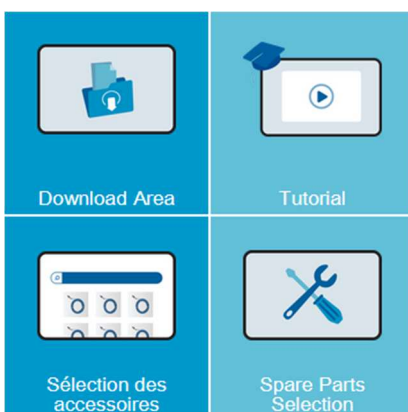 Download Area
Tutorial
Sélection des
accessoires
Spare Parts
Selection